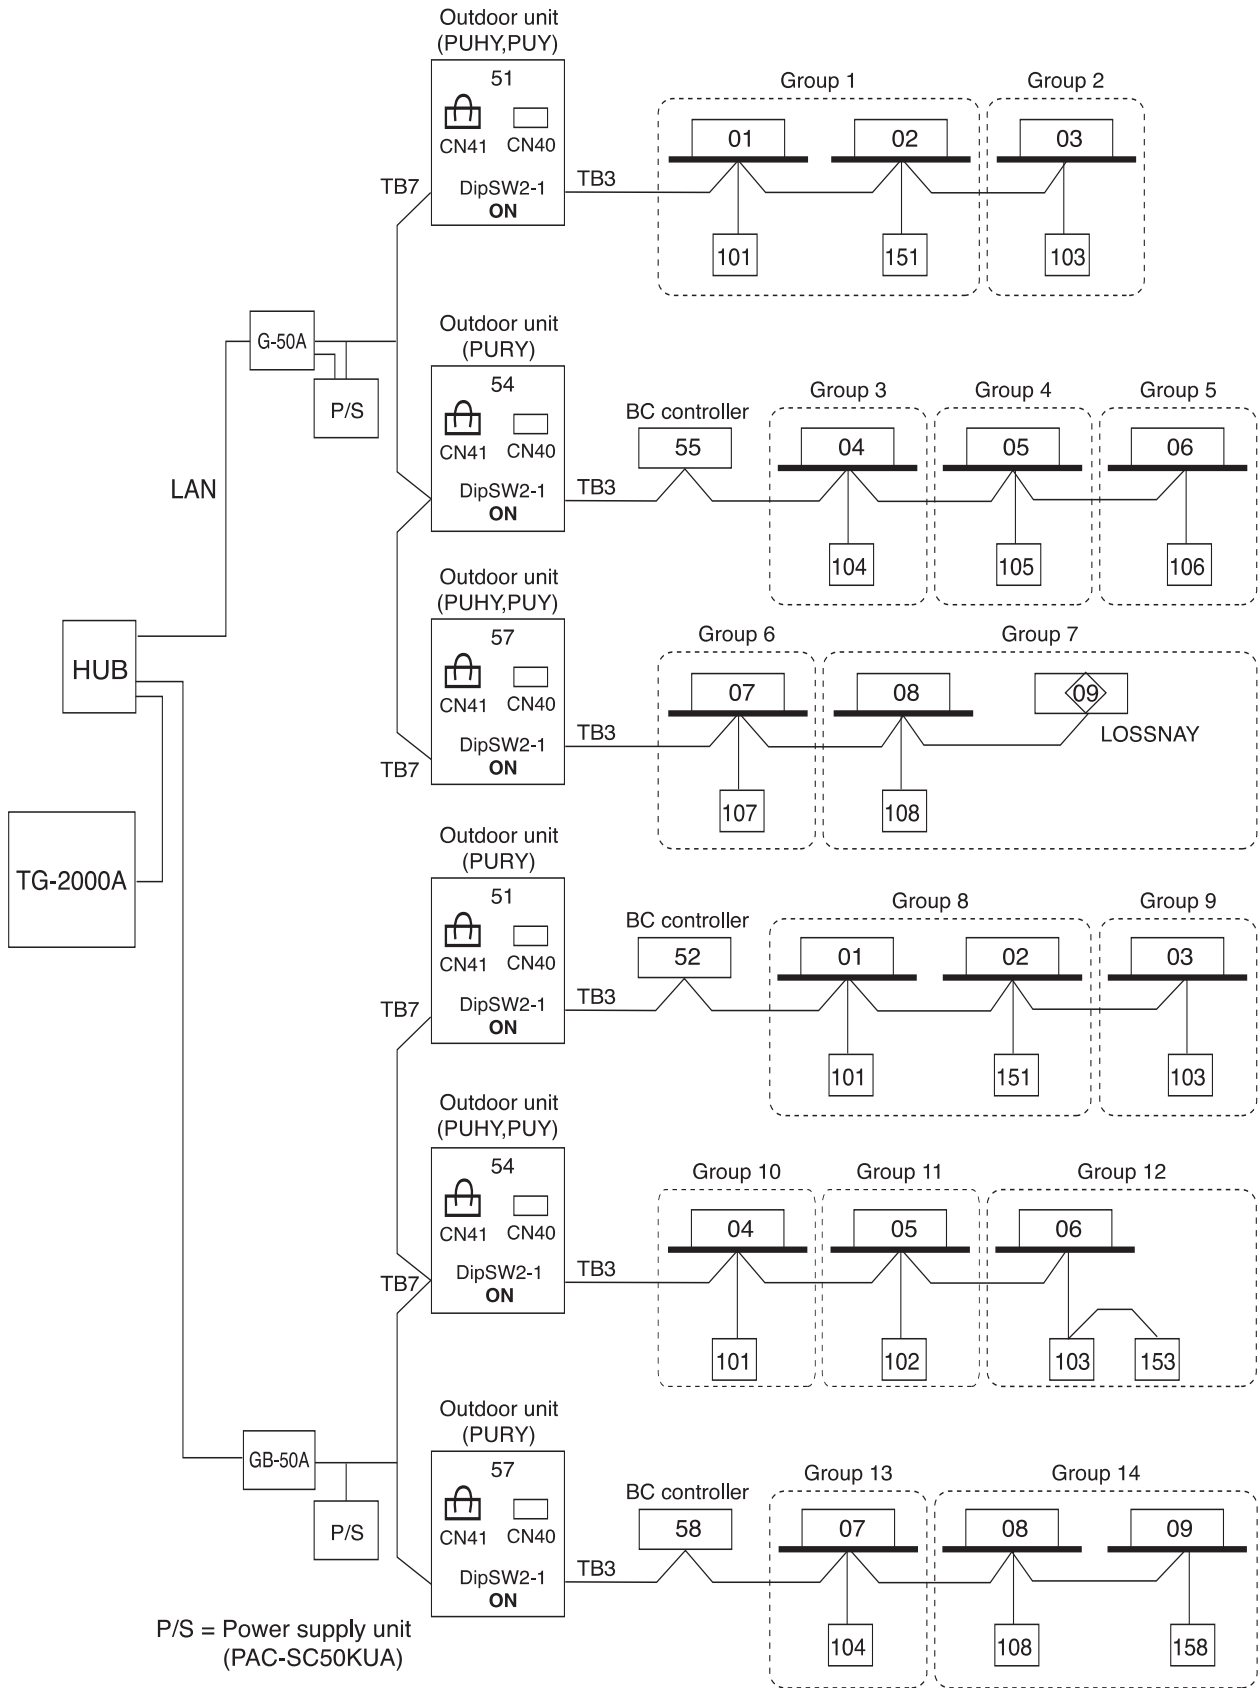 Outdoor unit
(PUHY,PUY)
51
CN41 CN40
DipSW2-1
ON
TB7
TB3
Group 1
Group 2
01
02
03
101
151
103
G-50A
P/S
LAN
Outdoor unit
(PURY)
54
CN41 CN40
DipSW2-1
ON
TB3
BC controller
55
Group 3
Group 4
Group 5
04
05
06
104
105
106
Outdoor unit
(PUHY,PUY)
57
CN41 CN40
DipSW2-1
ON
TB7
TB3
Group 6
Group 7
07
08
09
LOSSNAY
107
108
HUB
TG-2000A
Outdoor unit
(PURY)
51
CN41 CN40
DipSW2-1
ON
TB7
TB3
BC controller
52
Group 8
Group 9
01
02
03
101
151
103
Outdoor unit
(PUHY,PUY)
54
CN41 CN40
DipSW2-1
ON
TB7
TB3
Group 10
Group 11
Group 12
04
05
06
101
102
103
153
GB-50A
P/S
Outdoor unit
(PURY)
57
CN41 CN40
DipSW2-1
ON
TB3
BC controller
58
Group 13
Group 14
07
08
09
104
108
158
P/S = Power supply unit
(PAC-SC50KUA)